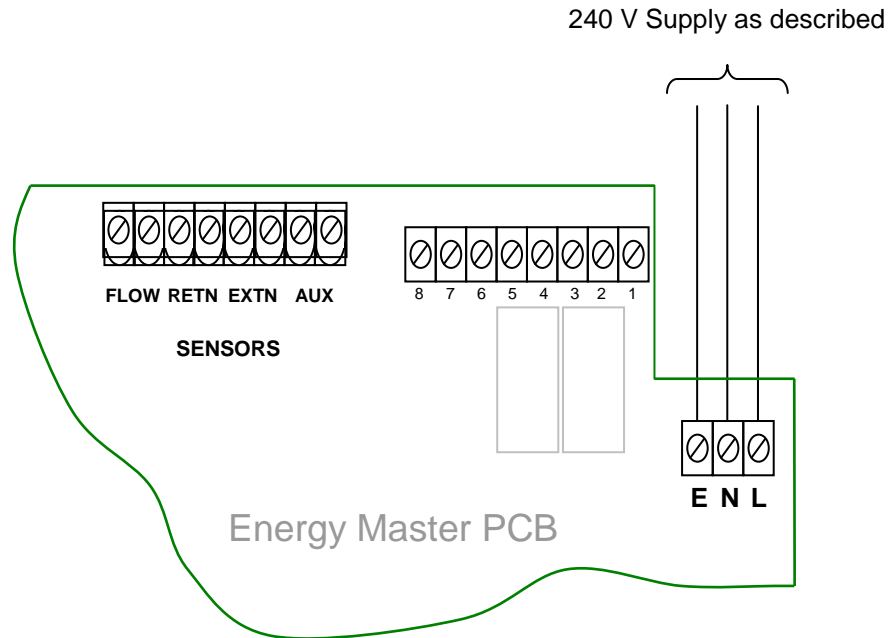 240 V Supply as described
FLOW RETN EXTN AUX
8 7 6 5 4 3 2 1
SENSORS
E N L
Energy Master PCB